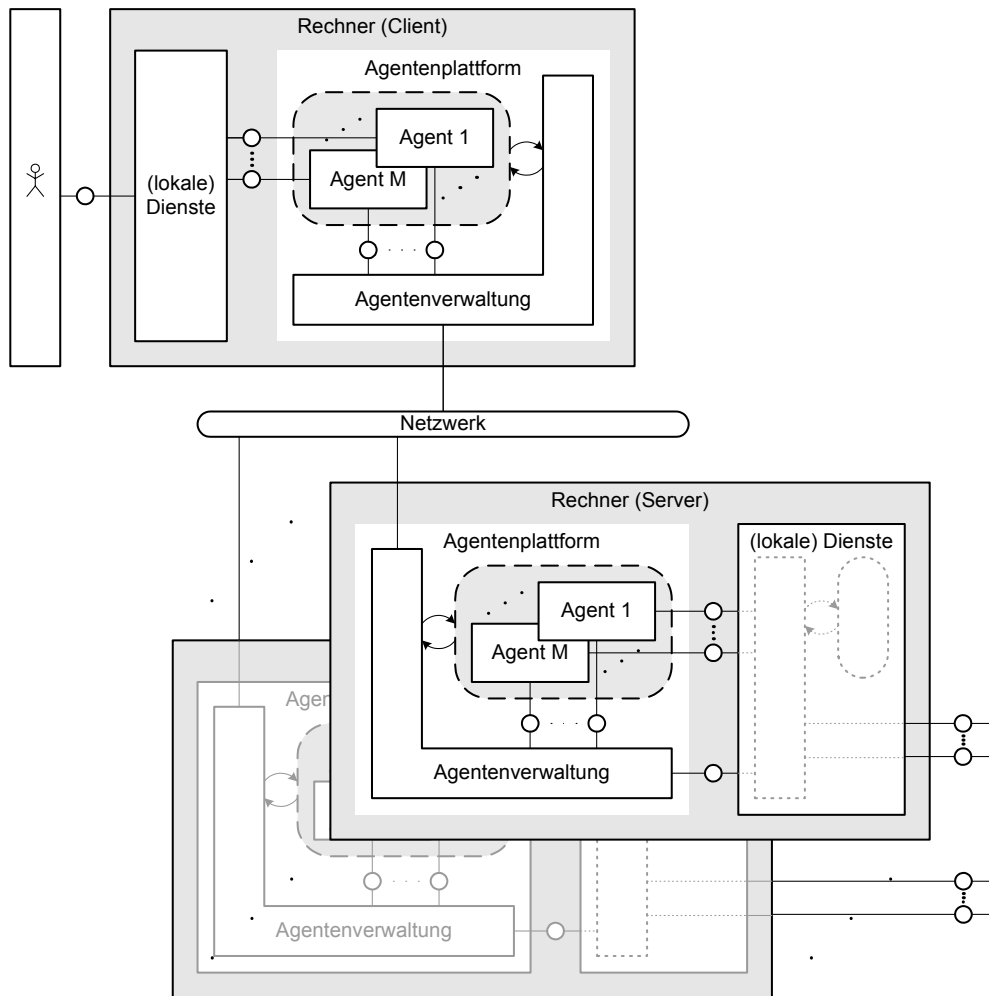 Rechner (Client)
Agentenplattform
Agent 1
Agent M
(lokale)
Dienste
Agentenverwaltung
Netzwerk
Rechner (Server)
Agentenplattform
(lokale) Dienste
Agent 1
Agent M
Agentenverwaltung
Agen
Agentenverwaltung